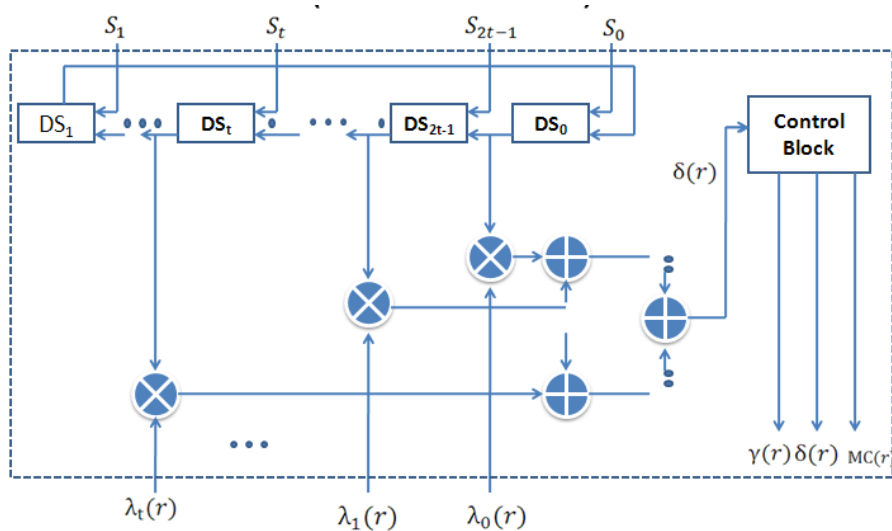 S₁ Sₜ S₂ₜ₋₁ S₀
DS₁ DSₜ DS₂ₜ₋₁ DS₀
Control
Block
δ(r)
γ(r) δ(r) MC(r)
λₜ(r) λ₁(r) λ₀(r)